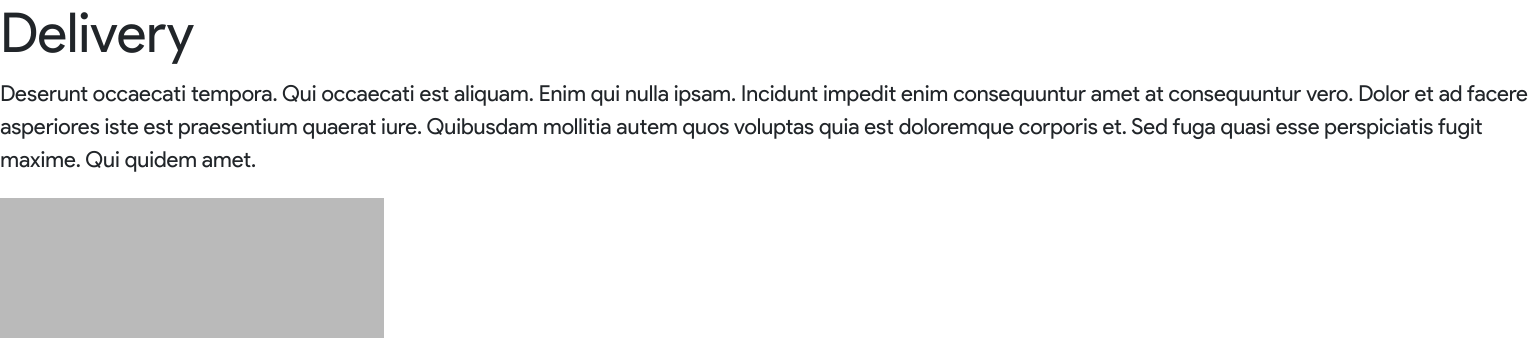 Delivery
Deserunt occaecati tempora. Qui occaecati est aliquam. Enim qui nulla ipsam. Incidunt impedit enim consequuntur amet at consequuntur vero. Dolor et ad facere
asperiores iste est praesentium quaerat iure. Quibusdam mollitia autem quos voluptas quia est doloremque corporis et. Sed fuga quasi esse perspiciatis fugit
maxime. Qui quidem amet.